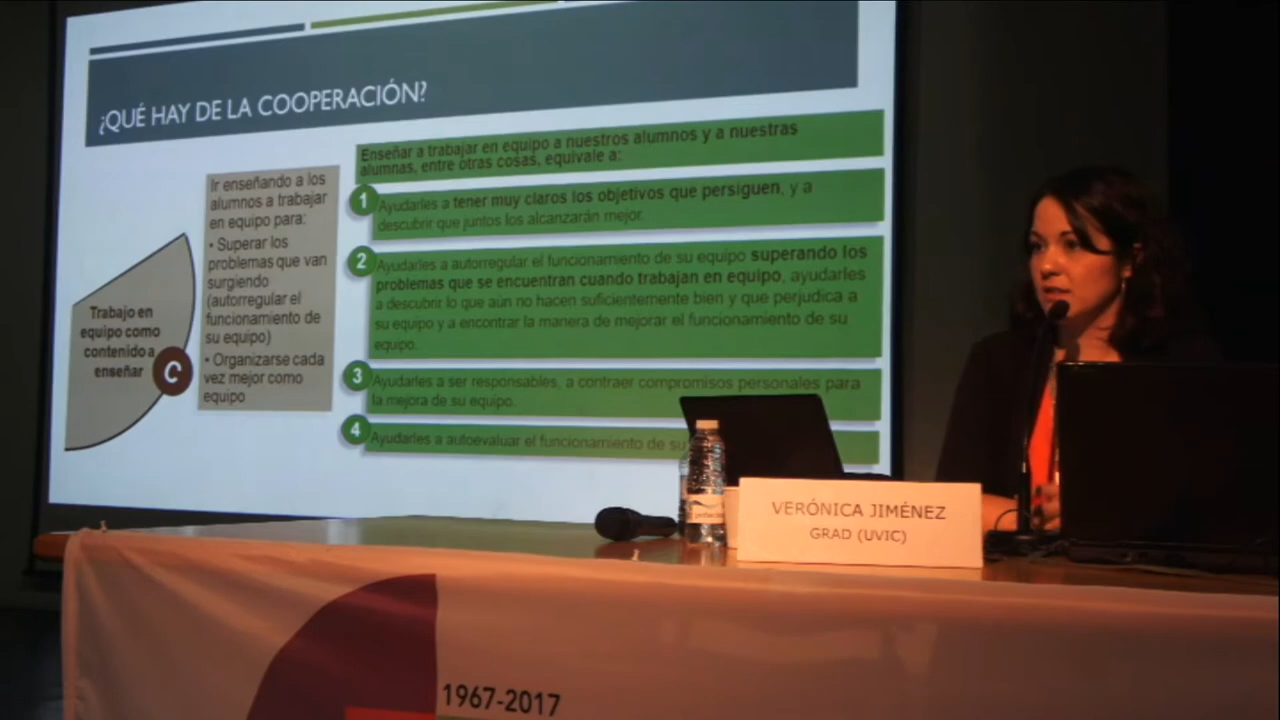 ¿QUÉ HAY DE LA COOPERACIÓN?
Trabajo en
equipo como
contenido a
enseñar
C
Ir enseñando a los
alumnos a trabajar
en equipo para:
• Superar los
problemas que van
surgiendo
(autorregular el
funcionamiento de
su equipo)
• Organizarse cada
vez mejor como
equipo
Enseñar a trabajar en equipo a nuestros alumnos y a nuestras
alumnas, entre otras cosas, equivale a:
1
Ayudarles a tener muy claros los objetivos que persiguen, y a
descubrir que juntos los alcanzarán mejor.
2
Ayudarles a autorregular el funcionamiento de su equipo superando los
problemas que se encuentran cuando trabajan en equipo, ayudarles
a descubrir lo que aún no hacen suficientemente bien y que perjudica a
su equipo y a encontrar la manera de mejorar el funcionamiento de su
equipo.
3
Ayudarles a ser responsables, a contraer compromisos personales para
la mejora de su equipo.
4
Ayudarles a autoevaluar el funcionamiento de su
VERÓNICA JIMÉNEZ
GRAD (UVIC)
1967-2017